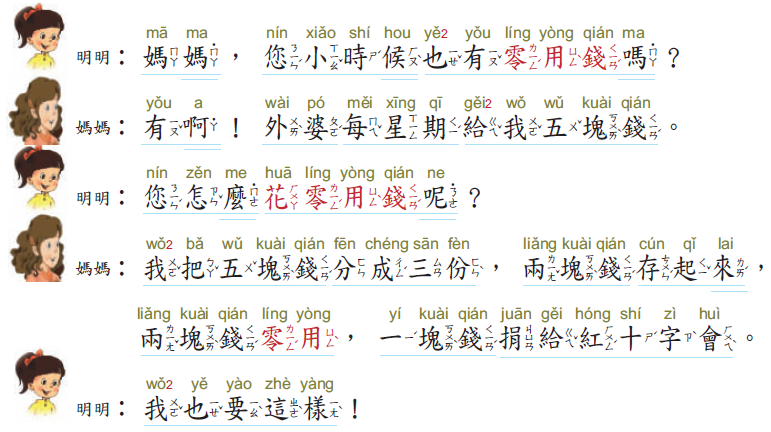 mā ma nín xiǎo shí hou yě2 yǒu líng yòng qián ma
明明：媽媽，您小時候也有零用錢嗎？
yǒu a wài pó měi xīng qī gěi2 wǒ wǔ kuài qián
媽媽：有啊！外婆每星期給我五塊錢。
nín zěn me huā líng yòng qián ne
明明：您怎麼花零用錢呢？
wǒ2 bǎ wǔ kuài qián fēn chéng sān fèn liǎng kuài qián cún qǐ lai
媽媽：我把五塊錢分成三份，兩塊錢存起來，
liǎng kuài qián líng yòng yí kuài qián juān gěi hóng shí zì huì
兩塊錢零用，一塊錢捐給紅十字會。
wǒ2 yě yào zhè yàng
明明：我也要這樣！